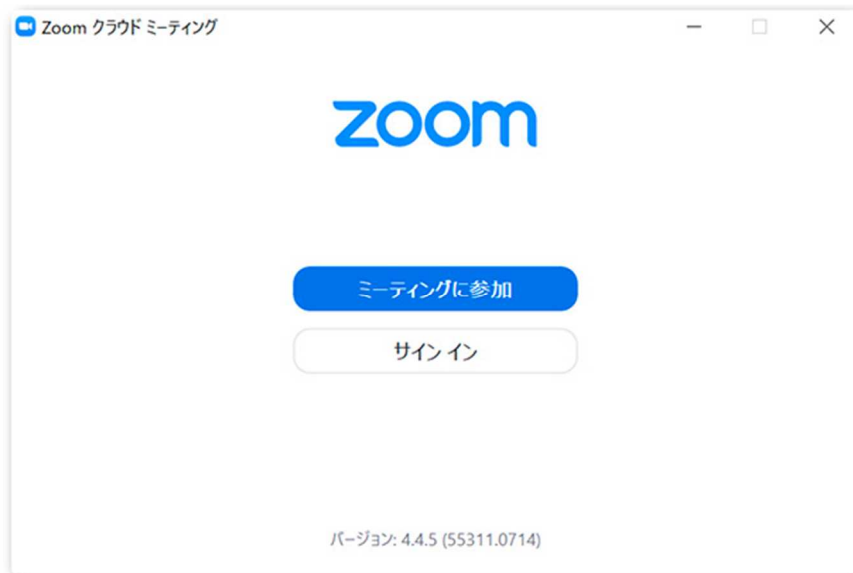 Zoom クラウド ミーティング
zoom
ミーティングに参加
サイン イン
バージョン: 4.4.5 (55311.0714)